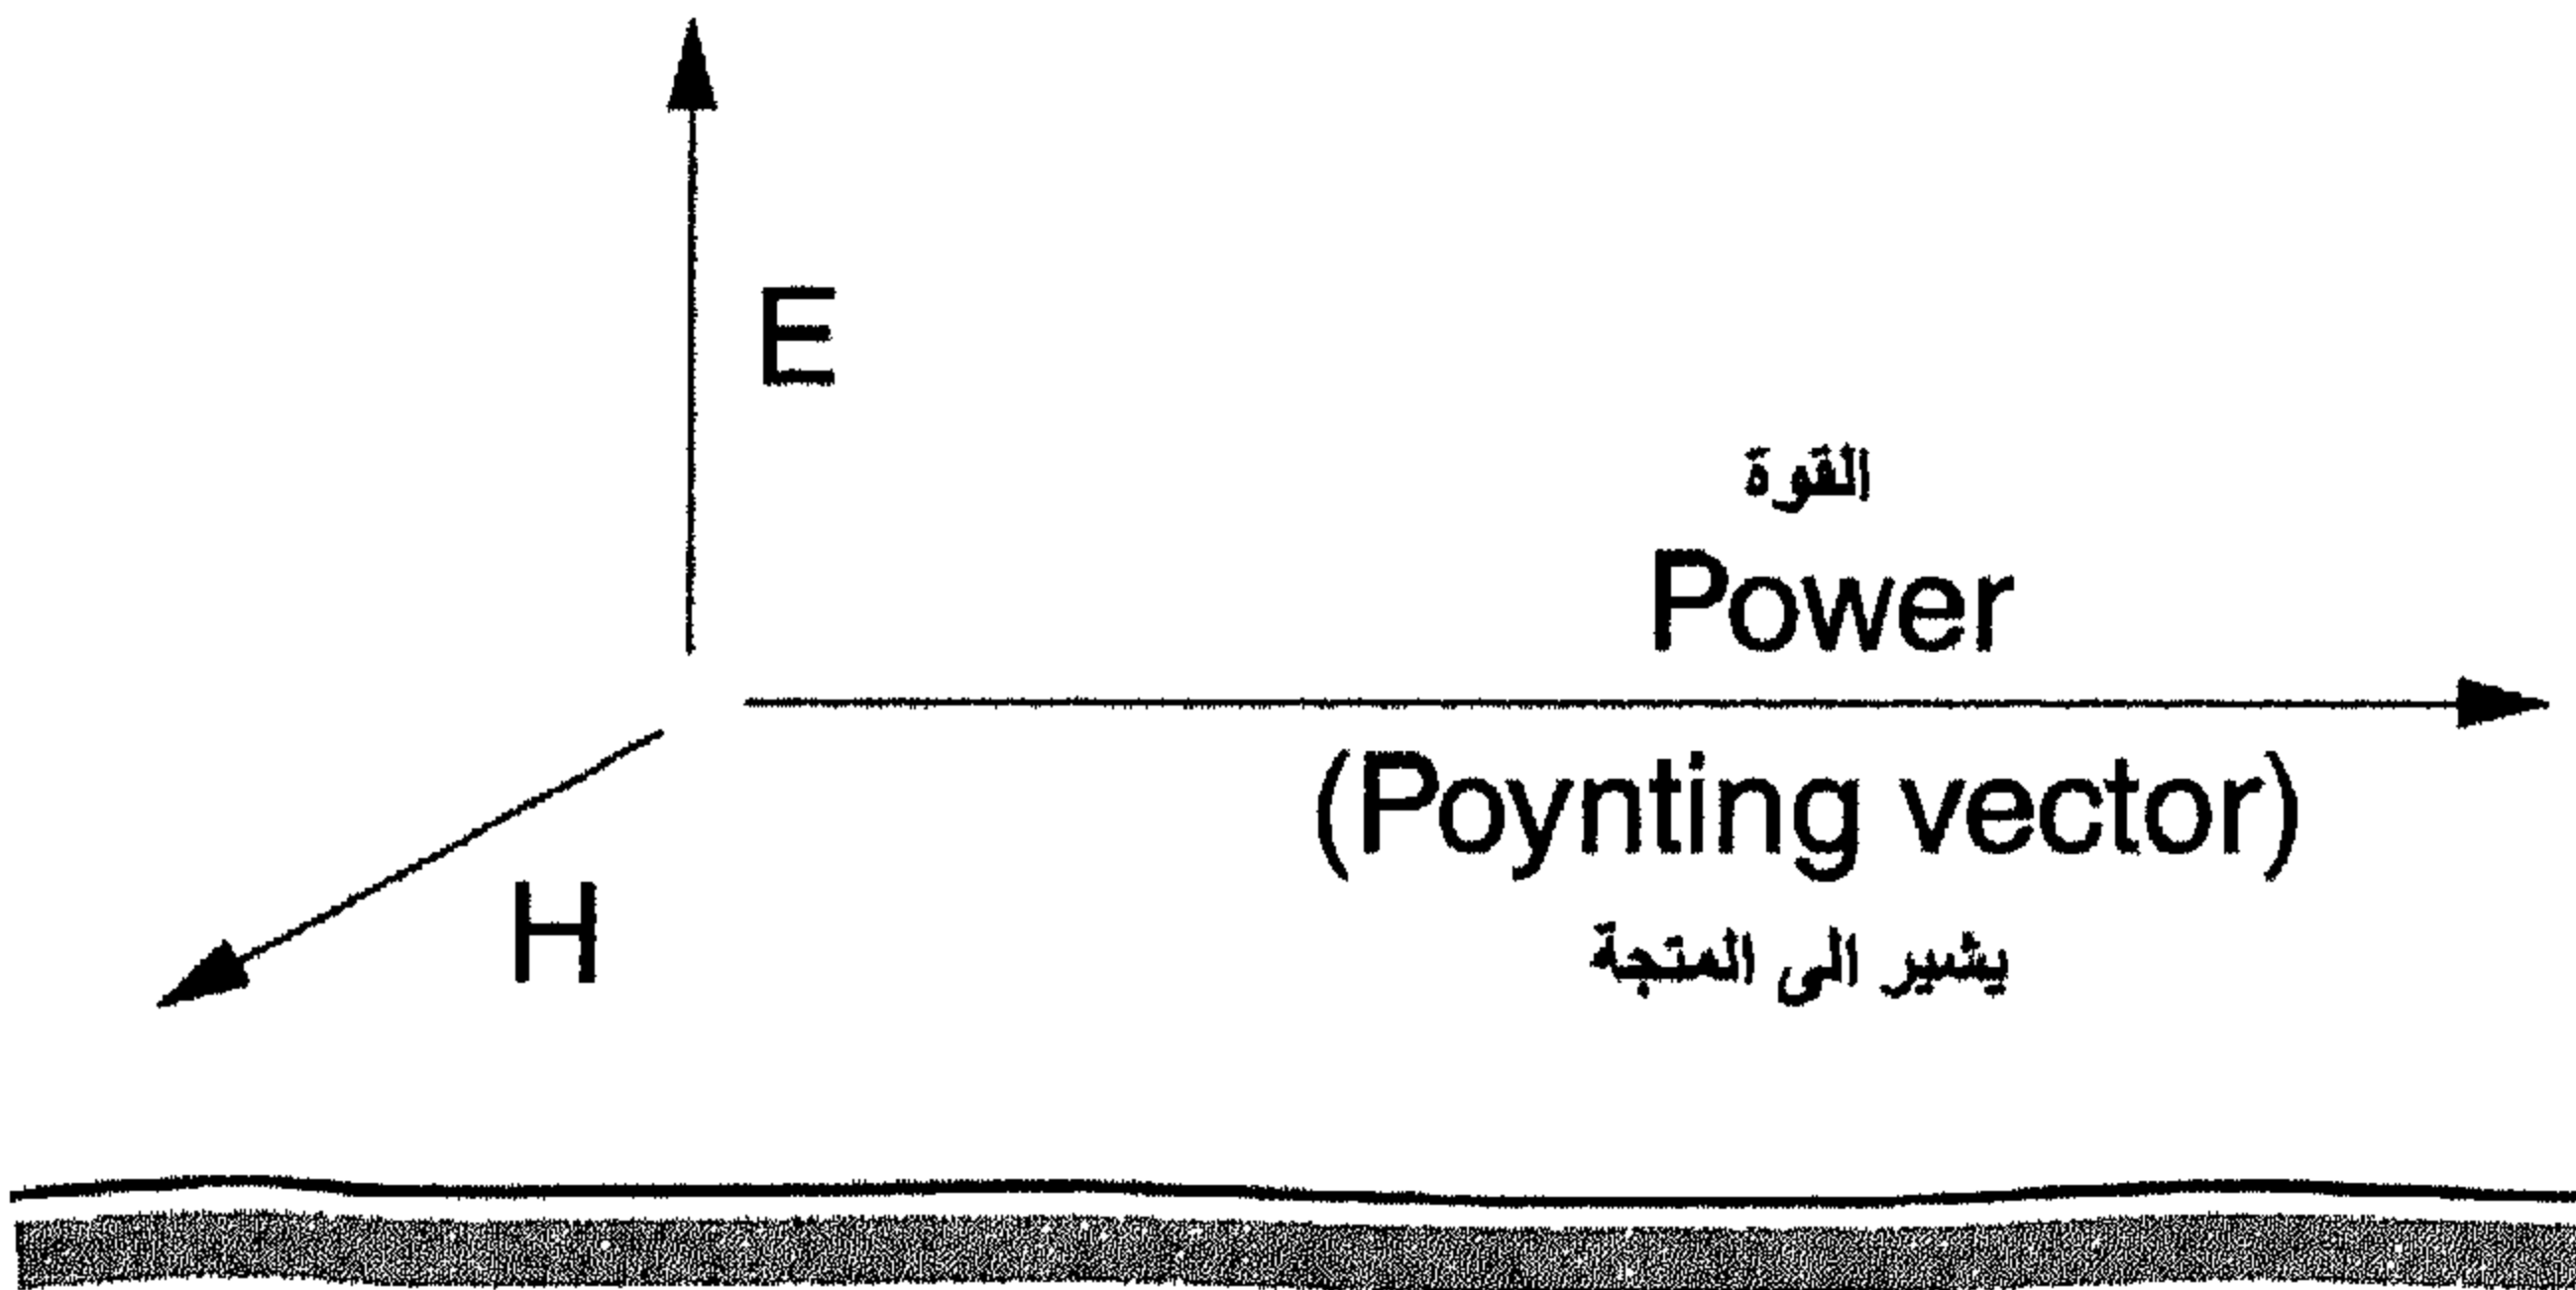 E
القوة
Power
(Poynting vector)
H
يشير الى المتجة